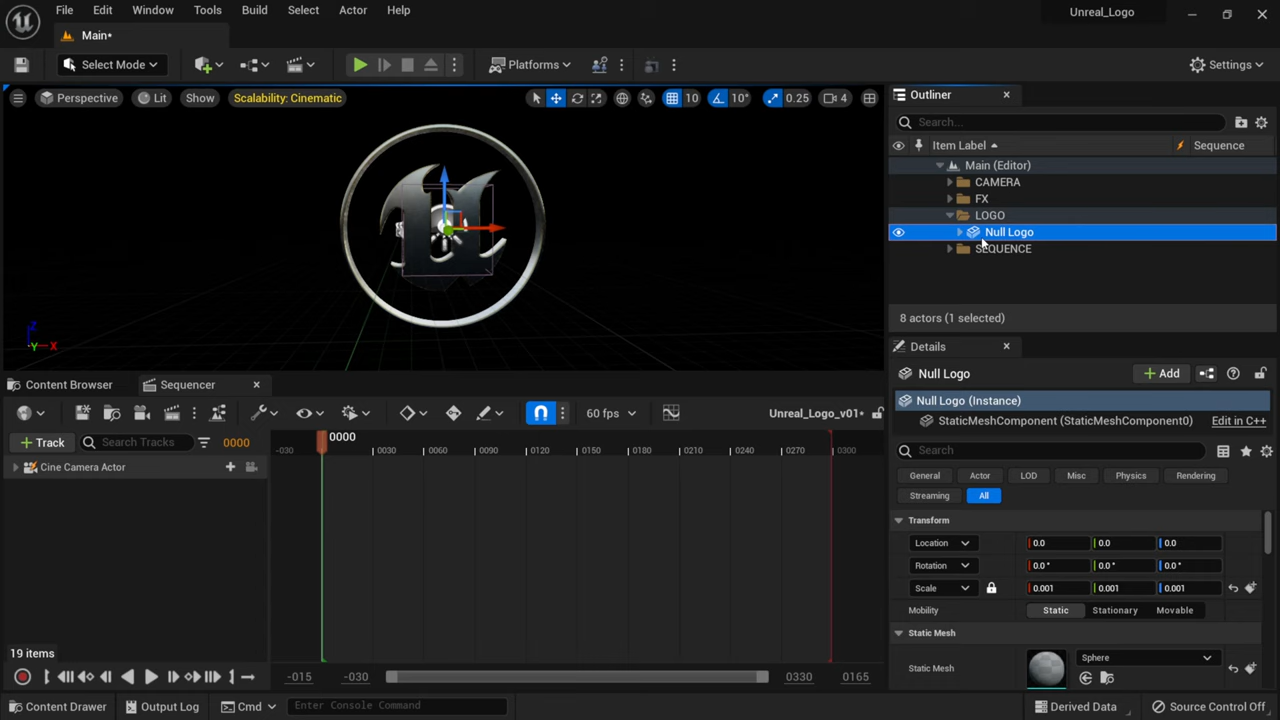 File Edit Window Tools Build Select Actor Help
Unreal_Logo
Main*
Select Mode
Platforms
Settings
Perspective Lit Show Scalability: Cinematic
10 10° 0.25 4
Z
Y X
Outliner
Search...
Item Label Sequence
Main (Editor)
CAMERA
FX
LOGO
Null Logo
SEQUENCE
8 actors (1 selected)
Details
Null Logo
Add
Null Logo (Instance)
StaticMeshComponent (StaticMeshComponent0) Edit in C++
Search
General Actor LOD Misc Physics Rendering
Streaming All
Transform
Location 0.0 0.0 0.0
Rotation 0.0° 0.0° 0.0°
Scale 0.001 0.001 0.001
Mobility Static Stationary Movable
Static Mesh
Static Mesh Sphere
Content Browser Sequencer
60 fps Unreal_Logo_v01*
Track Search Tracks 0000
0000
-030 0030 0060 0090 0120 0150 0180 0210 0240 0270 0300
Cine Camera Actor
19 items
-015 -030 0330 0165
Content Drawer Output Log Cmd Enter Console Command
Derived Data Source Control Off